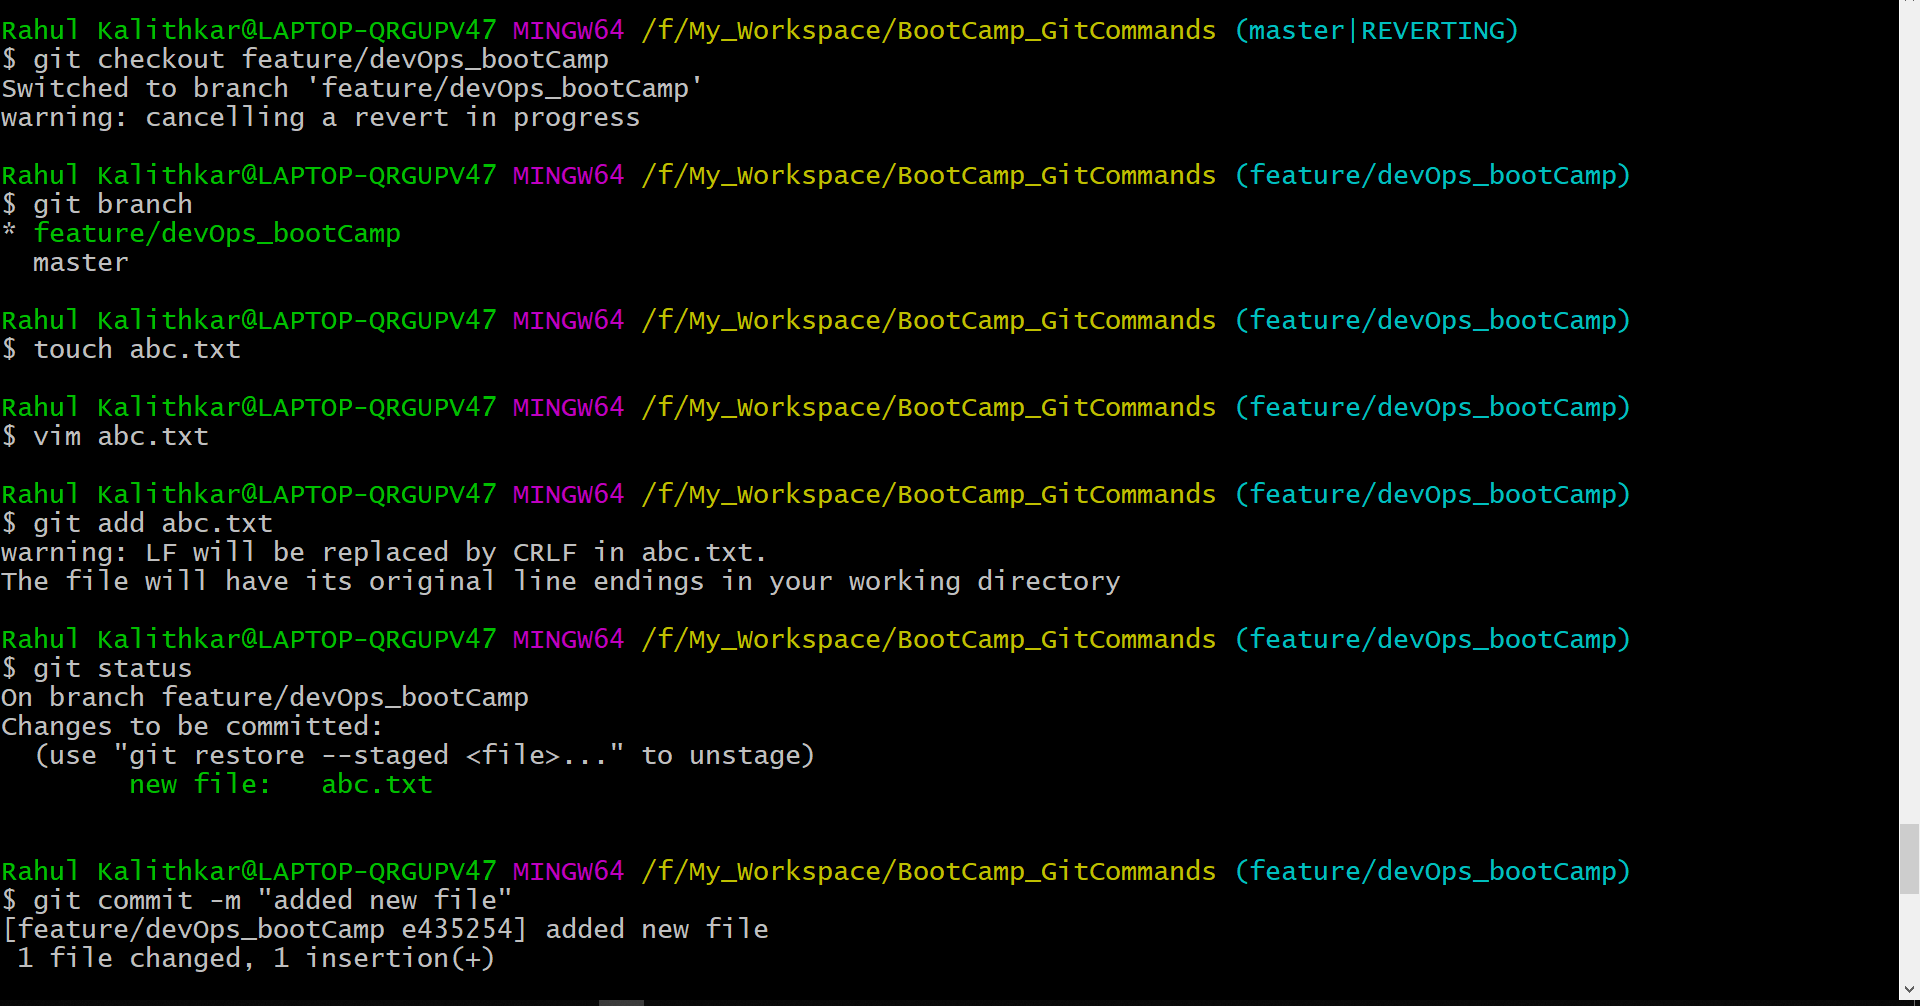 Rahul Kalithkar@LAPTOP-QRGUPV47 MINGW64 /f/My_Workspace/BootCamp_GitCommands (master|REVERTING)
$ git checkout feature/devOps_bootCamp
Switched to branch 'feature/devOps_bootCamp'
warning: cancelling a revert in progress

Rahul Kalithkar@LAPTOP-QRGUPV47 MINGW64 /f/My_Workspace/BootCamp_GitCommands (feature/devOps_bootCamp)
$ git branch
* feature/devOps_bootCamp
  master

Rahul Kalithkar@LAPTOP-QRGUPV47 MINGW64 /f/My_Workspace/BootCamp_GitCommands (feature/devOps_bootCamp)
$ touch abc.txt

Rahul Kalithkar@LAPTOP-QRGUPV47 MINGW64 /f/My_Workspace/BootCamp_GitCommands (feature/devOps_bootCamp)
$ vim abc.txt

Rahul Kalithkar@LAPTOP-QRGUPV47 MINGW64 /f/My_Workspace/BootCamp_GitCommands (feature/devOps_bootCamp)
$ git add abc.txt
warning: LF will be replaced by CRLF in abc.txt.
The file will have its original line endings in your working directory

Rahul Kalithkar@LAPTOP-QRGUPV47 MINGW64 /f/My_Workspace/BootCamp_GitCommands (feature/devOps_bootCamp)
$ git status
On branch feature/devOps_bootCamp
Changes to be committed:
  (use "git restore --staged <file>..." to unstage)
        new file:   abc.txt

Rahul Kalithkar@LAPTOP-QRGUPV47 MINGW64 /f/My_Workspace/BootCamp_GitCommands (feature/devOps_bootCamp)
$ git commit -m "added new file"
[feature/devOps_bootCamp e435254] added new file
 1 file changed, 1 insertion(+)